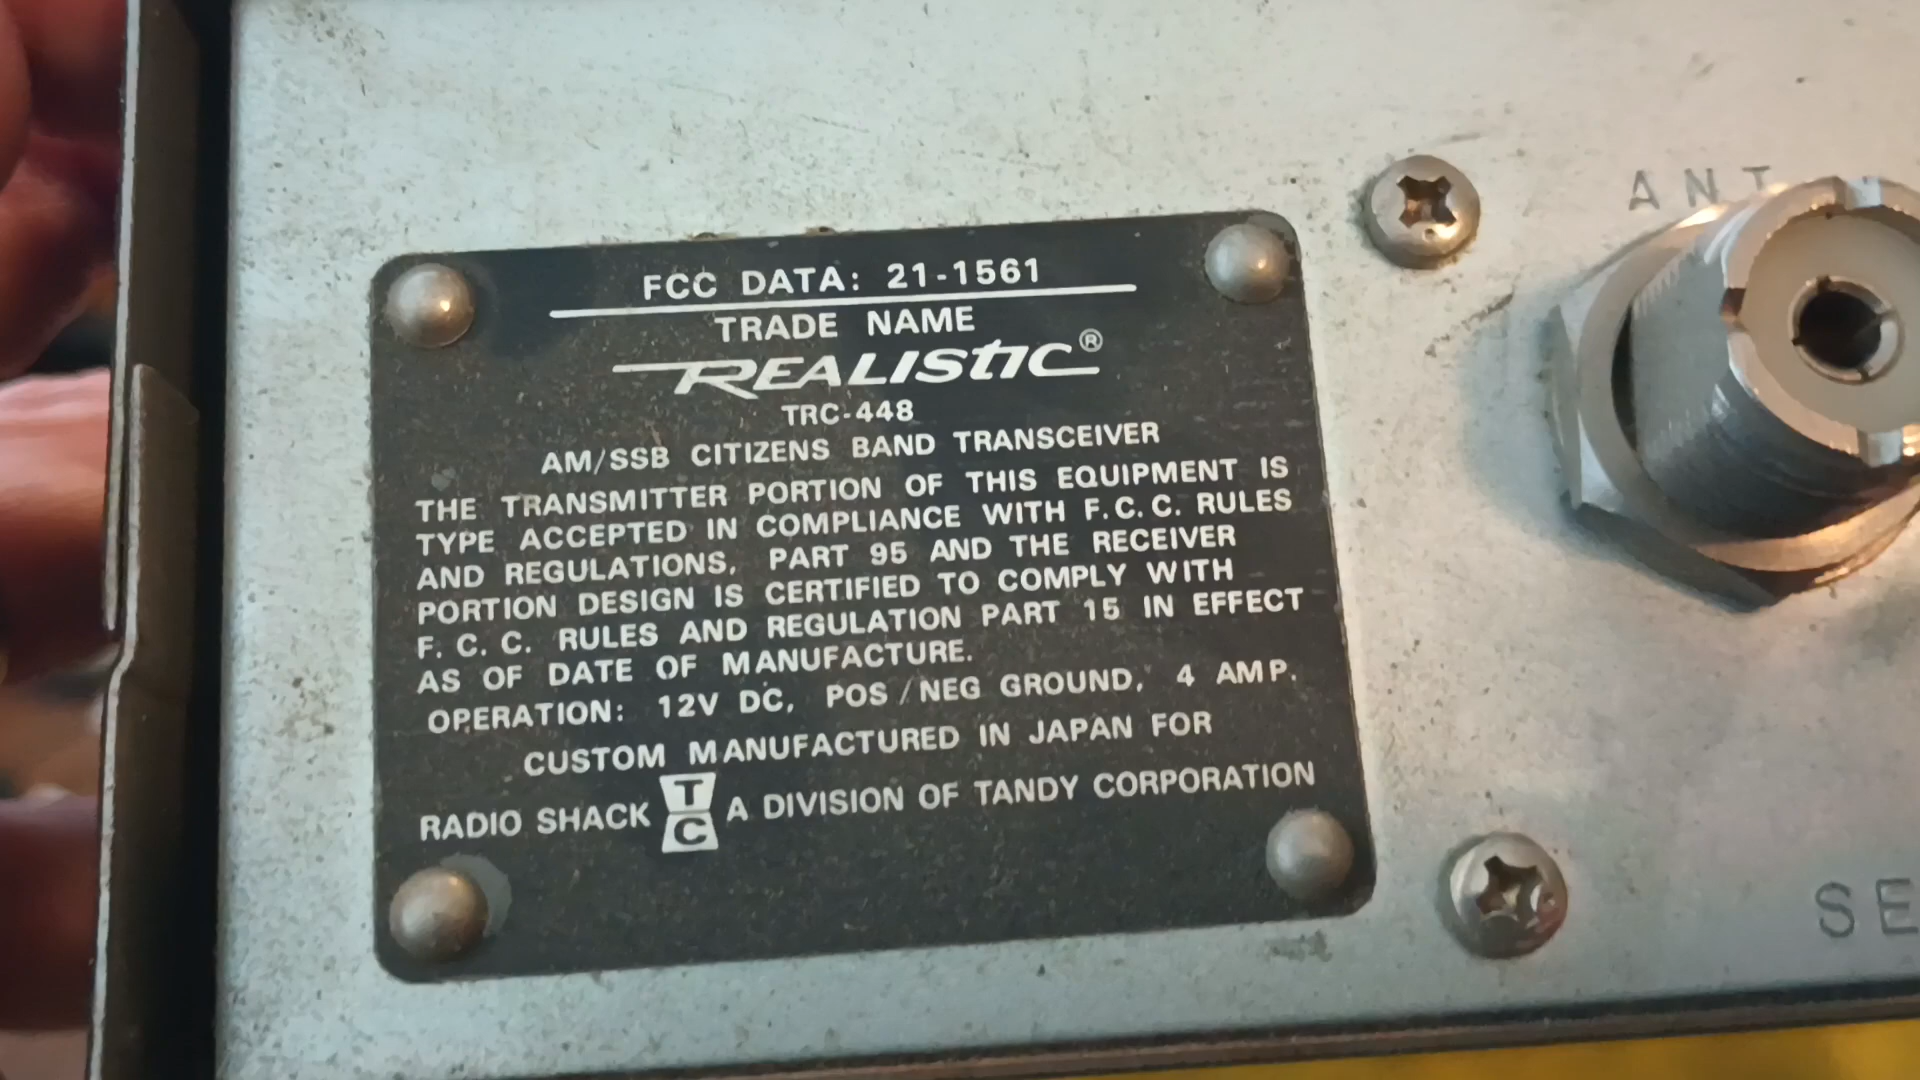 FCC DATA: 21-1561
TRADE NAME
REALISTIC®
TRC-448
AM/SSB CITIZENS BAND TRANSCEIVER
THE TRANSMITTER PORTION OF THIS EQUIPMENT IS
TYPE ACCEPTED IN COMPLIANCE WITH F.C.C. RULES
AND REGULATIONS, PART 95 AND THE RECEIVER
PORTION DESIGN IS CERTIFIED TO COMPLY WITH
F.C.C. RULES AND REGULATION PART 15 IN EFFECT
AS OF DATE OF MANUFACTURE.
OPERATION: 12V DC, POS/NEG GROUND, 4 AMP.
CUSTOM MANUFACTURED IN JAPAN FOR
RADIO SHACK TC A DIVISION OF TANDY CORPORATION
ANT